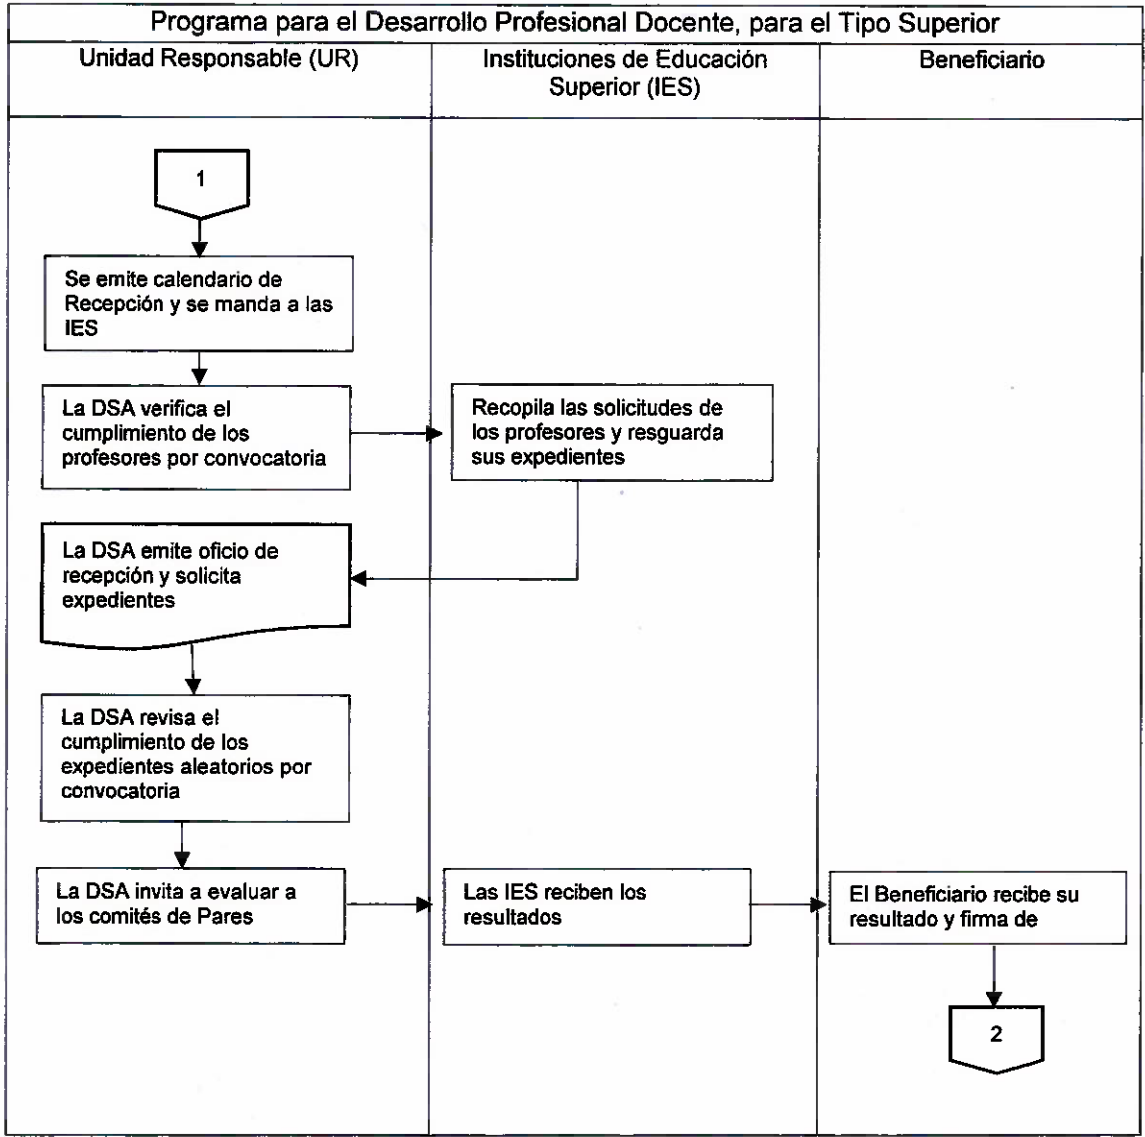 Programa para el Desarrollo Profesional Docente, para el Tipo Superior
Unidad Responsable (UR)
Instituciones de Educación
Superior (IES)
Beneficiario
1
Se emite calendario de
Recepción y se manda a las
IES
La DSA verifica el
cumplimiento de los
profesores por convocatoria
Recopila las solicitudes de
los profesores y resguarda
sus expedientes
La DSA emite oficio de
recepción y solicita
expedientes
La DSA revisa el
cumplimiento de los
expedientes aleatorios por
convocatoria
La DSA invita a evaluar a
los comités de Pares
Las IES reciben los
resultados
El Beneficiario recibe su
resultado y firma de
2